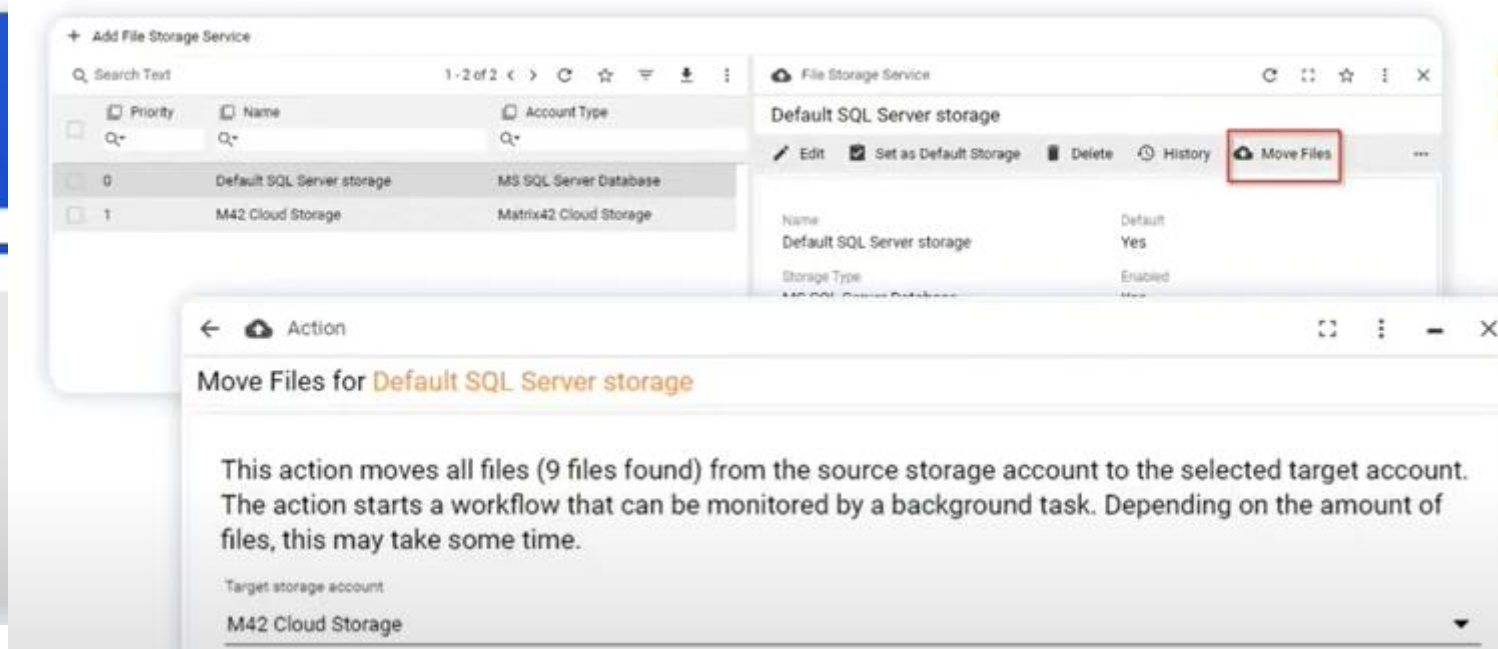 + Add File Storage Service
Search Text 1-2 of 2 < >
Priority Name Account Type
0 Default SQL Server storage MS SQL Server Database
1 M42 Cloud Storage Matrix42 Cloud Storage
File Storage Service
Default SQL Server storage
Edit Set as Default Storage Delete History Move Files ...
Name Default
Default SQL Server storage Yes
Storage Type Enabled
MS SQL Server Database Yes
Action
Move Files for Default SQL Server storage
This action moves all files (9 files found) from the source storage account to the selected target account.
The action starts a workflow that can be monitored by a background task. Depending on the amount of
files, this may take some time.
Target storage account
M42 Cloud Storage